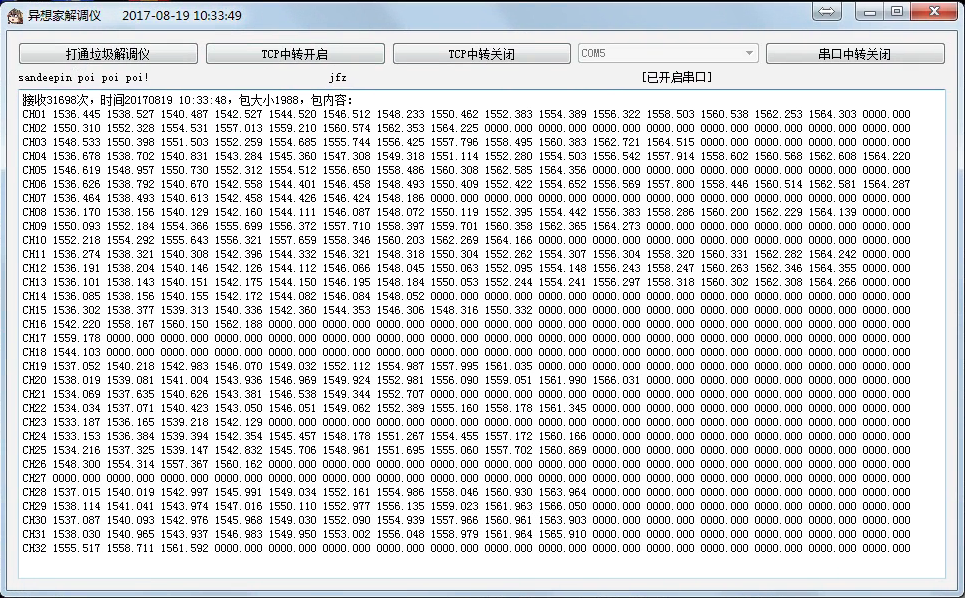 异想家解调仪 2017-08-19 10:33:49
打通垃圾解调仪 TCP中转开启 TCP中转关闭 COM5 串口中转关闭
sandeepin poi poi poi! jfz [已开启串口]
接收31698次，时间20170819 10:33:48，包大小1988，包内容：
CH01 1536.445 1538.527 1540.487 1542.527 1544.520 1546.512 1548.233 1550.462 1552.383 1554.389 1556.322 1558.503 1560.538 1562.253 1564.303 0000.000
CH02 1550.310 1552.328 1554.531 1557.013 1559.210 1560.574 1562.353 1564.225 0000.000 0000.000 0000.000 0000.000 0000.000 0000.000 0000.000 0000.000
CH03 1548.533 1550.398 1551.503 1552.259 1554.685 1555.744 1556.425 1557.796 1558.495 1560.383 1562.721 1564.515 0000.000 0000.000 0000.000 0000.000
CH04 1536.678 1538.702 1540.831 1543.284 1545.360 1547.308 1549.318 1551.114 1552.280 1554.503 1556.542 1557.914 1558.602 1560.568 1562.608 1564.220
CH05 1546.619 1548.957 1550.730 1552.312 1554.512 1556.650 1558.486 1560.308 1562.585 1564.356 0000.000 0000.000 0000.000 0000.000 0000.000 0000.000
CH06 1536.626 1538.792 1540.670 1542.558 1544.401 1546.458 1548.493 1550.409 1552.422 1554.652 1556.569 1557.800 1558.446 1560.514 1562.581 1564.287
CH07 1536.464 1538.493 1540.613 1542.458 1544.426 1546.424 1548.186 0000.000 0000.000 0000.000 0000.000 0000.000 0000.000 0000.000 0000.000 0000.000
CH08 1536.170 1538.156 1540.129 1542.160 1544.111 1546.087 1548.072 1550.119 1552.395 1554.442 1556.383 1558.286 1560.200 1562.229 1564.139 0000.000
CH09 1550.093 1552.184 1554.366 1555.699 1556.372 1557.710 1558.397 1559.701 1560.358 1562.365 1564.273 0000.000 0000.000 0000.000 0000.000 0000.000
CH10 1552.218 1554.292 1555.643 1556.321 1557.659 1558.346 1560.203 1562.269 1564.166 0000.000 0000.000 0000.000 0000.000 0000.000 0000.000 0000.000
CH11 1536.274 1538.321 1540.308 1542.396 1544.332 1546.321 1548.318 1550.304 1552.262 1554.307 1556.304 1558.320 1560.331 1562.282 1564.242 0000.000
CH12 1536.191 1538.204 1540.146 1542.126 1544.112 1546.066 1548.045 1550.063 1552.095 1554.148 1556.243 1558.247 1560.263 1562.346 1564.355 0000.000
CH13 1536.101 1538.143 1540.151 1542.175 1544.150 1546.195 1548.184 1550.053 1552.244 1554.241 1556.297 1558.318 1560.302 1562.308 1564.266 0000.000
CH14 1536.085 1538.156 1540.155 1542.172 1544.082 1546.084 1548.052 0000.000 0000.000 0000.000 0000.000 0000.000 0000.000 0000.000 0000.000 0000.000
CH15 1536.302 1538.377 1539.313 1540.336 1542.360 1544.353 1546.306 1548.316 1550.332 0000.000 0000.000 0000.000 0000.000 0000.000 0000.000 0000.000
CH16 1542.220 1558.167 1560.150 1562.188 0000.000 0000.000 0000.000 0000.000 0000.000 0000.000 0000.000 0000.000 0000.000 0000.000 0000.000 0000.000
CH17 1559.178 0000.000 0000.000 0000.000 0000.000 0000.000 0000.000 0000.000 0000.000 0000.000 0000.000 0000.000 0000.000 0000.000 0000.000 0000.000
CH18 1544.103 0000.000 0000.000 0000.000 0000.000 0000.000 0000.000 0000.000 0000.000 0000.000 0000.000 0000.000 0000.000 0000.000 0000.000 0000.000
CH19 1537.052 1540.218 1542.983 1546.070 1549.032 1552.112 1554.987 1557.995 1561.035 0000.000 0000.000 0000.000 0000.000 0000.000 0000.000 0000.000
CH20 1538.019 1539.081 1541.004 1543.936 1546.969 1549.924 1552.981 1556.090 1559.051 1561.990 1566.031 0000.000 0000.000 0000.000 0000.000 0000.000
CH21 1534.069 1537.635 1540.626 1543.381 1546.538 1549.344 1552.707 0000.000 0000.000 0000.000 0000.000 0000.000 0000.000 0000.000 0000.000 0000.000
CH22 1534.034 1537.071 1540.423 1543.050 1546.051 1549.062 1552.389 1555.160 1558.178 1561.345 0000.000 0000.000 0000.000 0000.000 0000.000 0000.000
CH23 1533.187 1536.165 1539.218 1542.129 0000.000 0000.000 0000.000 0000.000 0000.000 0000.000 0000.000 0000.000 0000.000 0000.000 0000.000 0000.000
CH24 1533.153 1536.384 1539.394 1542.354 1545.457 1548.178 1551.267 1554.455 1557.172 1560.166 0000.000 0000.000 0000.000 0000.000 0000.000 0000.000
CH25 1534.216 1537.325 1539.147 1542.832 1545.706 1548.961 1551.695 1555.060 1557.702 1560.869 0000.000 0000.000 0000.000 0000.000 0000.000 0000.000
CH26 1548.300 1554.314 1557.367 1560.162 0000.000 0000.000 0000.000 0000.000 0000.000 0000.000 0000.000 0000.000 0000.000 0000.000 0000.000 0000.000
CH27 0000.000 0000.000 0000.000 0000.000 0000.000 0000.000 0000.000 0000.000 0000.000 0000.000 0000.000 0000.000 0000.000 0000.000 0000.000 0000.000
CH28 1537.015 1540.019 1542.997 1545.991 1549.034 1552.161 1554.986 1558.046 1560.930 1563.964 0000.000 0000.000 0000.000 0000.000 0000.000 0000.000
CH29 1538.114 1541.041 1543.974 1547.016 1550.110 1552.977 1556.135 1559.023 1561.963 1566.050 0000.000 0000.000 0000.000 0000.000 0000.000 0000.000
CH30 1537.087 1540.093 1542.976 1545.968 1549.030 1552.090 1554.939 1557.966 1560.961 1563.903 0000.000 0000.000 0000.000 0000.000 0000.000 0000.000
CH31 1538.030 1540.965 1543.937 1546.983 1549.950 1553.002 1556.048 1558.979 1561.964 1565.910 0000.000 0000.000 0000.000 0000.000 0000.000 0000.000
CH32 1555.517 1558.711 1561.592 0000.000 0000.000 0000.000 0000.000 0000.000 0000.000 0000.000 0000.000 0000.000 0000.000 0000.000 0000.000 0000.000